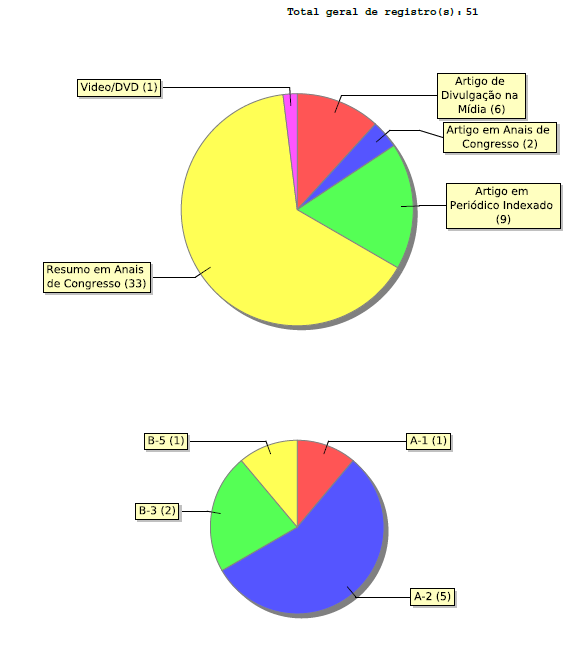 Total geral de registro(s): 51
Video/DVD (1)
Artigo de
Divulgação na
Mídia (6)
Artigo em Anais de
Congresso (2)
Artigo em
Periódico Indexado
(9)
Resumo em Anais
de Congresso (33)
B-5 (1)
A-1 (1)
B-3 (2)
A-2 (5)